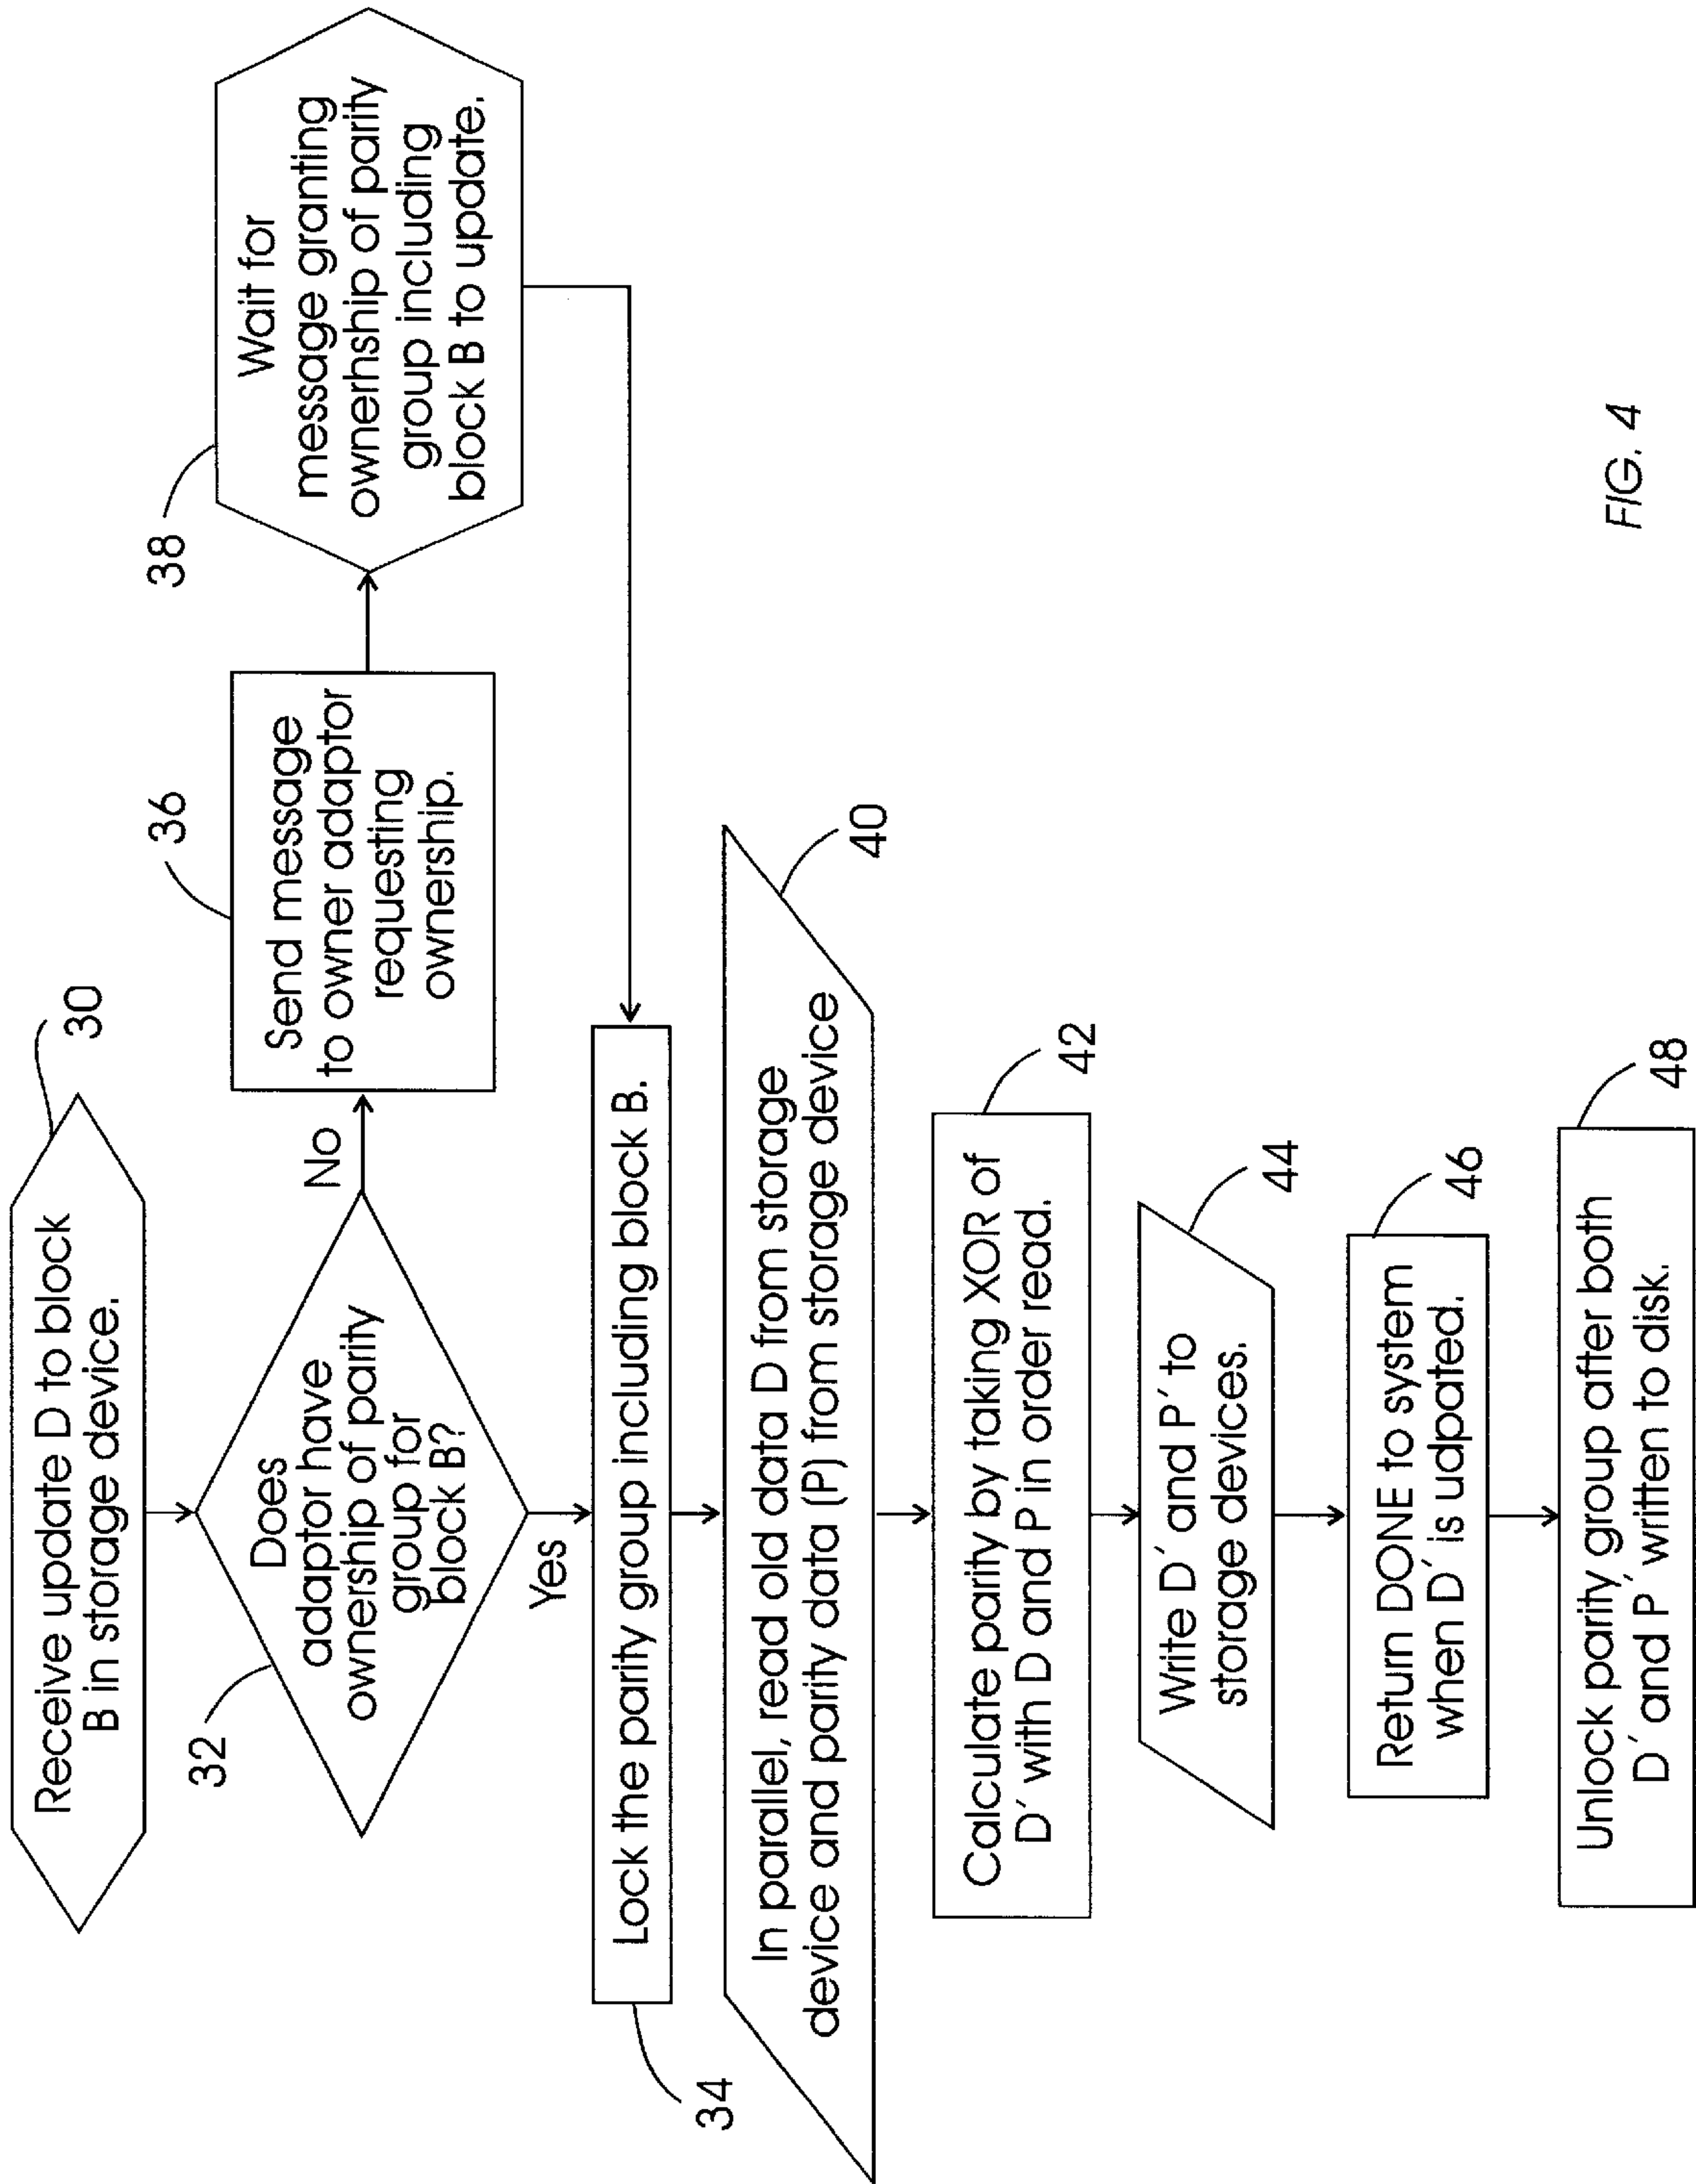 30
Receive update D to block
B in storage device.
32
Does
adaptor have
ownership of parity
group for
block B?
No
Yes
36
Send message
to owner adaptor
requesting
ownership.
38
Wait for
message granting
ownerhship of parity
group including
block B to update.
34
Lock the parity group including block B.
40
In parallel, read old data D from storage
device and parity data (P) from storage device
42
Calculate parity by taking XOR of
D′ with D and P in order read.
44
Write D′ and P′ to
storage devices.
46
Return DONE to system
when D′ is udpated.
48
Unlock parity group after both
D′ and P′ written to disk.
FIG. 4